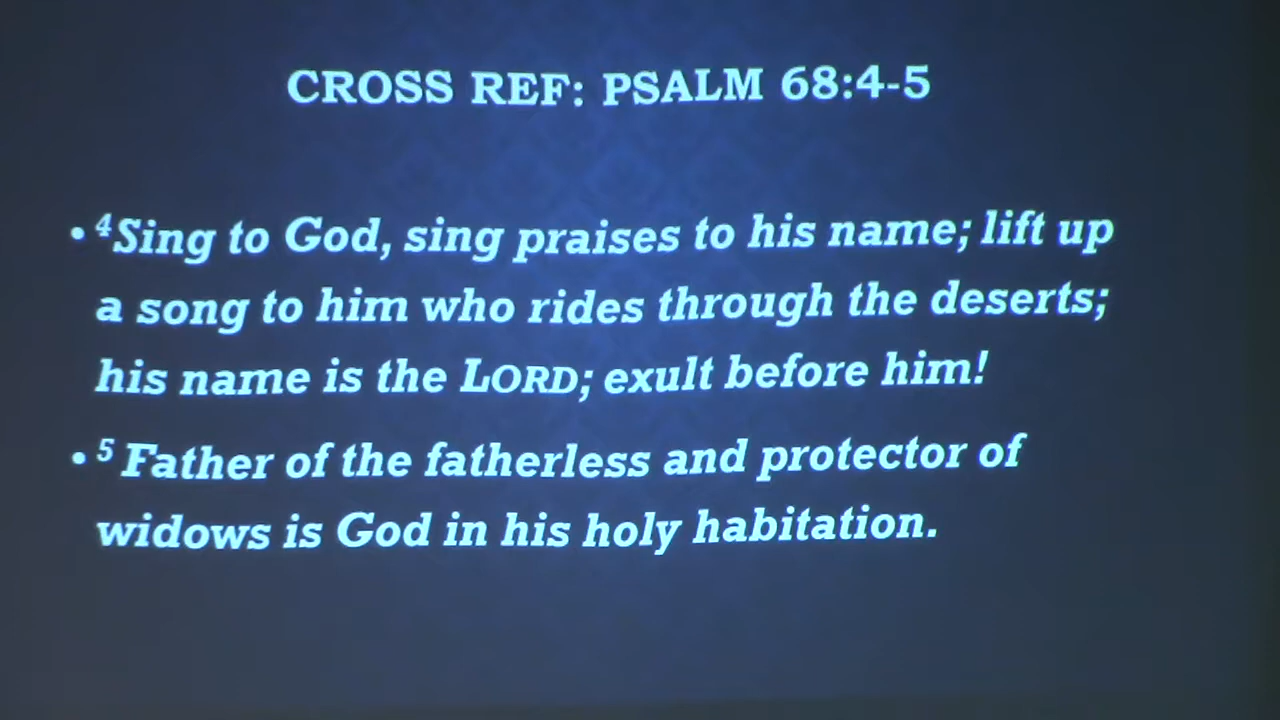 CROSS REF: PSALM 68:4-5
• ⁴Sing to God, sing praises to his name; lift up
a song to him who rides through the deserts;
his name is the LORD; exult before him!
• ⁵ Father of the fatherless and protector of
widows is God in his holy habitation.